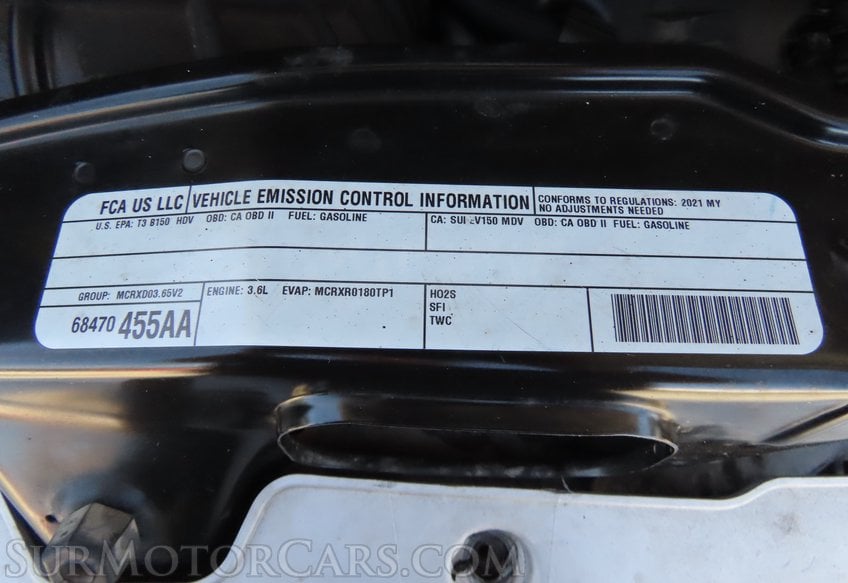 FCA US LLC VEHICLE EMISSION CONTROL INFORMATION CONFORMS TO REGULATIONS: 2021 MY
NO ADJUSTMENTS NEEDED
U.S. EPA: T3 B150 HDV OBD: CA OBD II FUEL: GASOLINE CA: MDV OBD: CA OBD II FUEL: GASOLINE
GROUP: MCRXD03.65V2 ENGINE: 3.6L EVAP: MCRXR0180TP1 HO2S
SFI
TWC
68470 455AA
SURMOTORCARS.COM